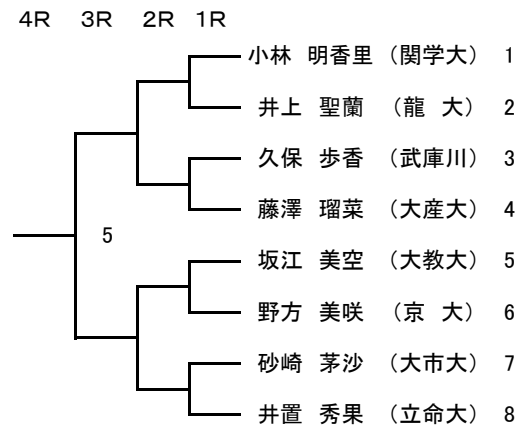 4R 3R 2R 1R
小林 明香里 (関学大) 1
井上 聖蘭 (龍 大) 2
久保 歩香 (武庫川) 3
藤澤 瑠菜 (大産大) 4
5
坂江 美空 (大教大) 5
野方 美咲 (京 大) 6
砂崎 茅沙 (大市大) 7
井置 秀果 (立命大) 8